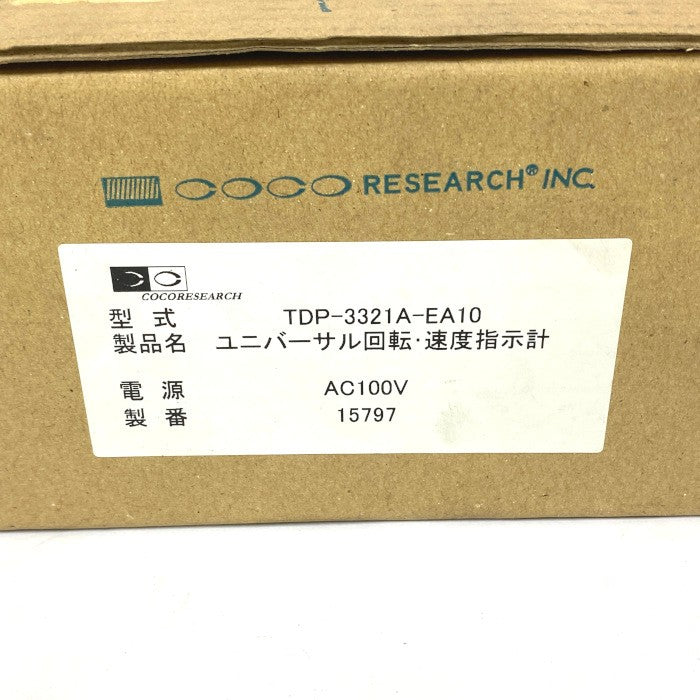 COCO RESEARCH® INC.
COCORESEARCH
型式 TDP-3321A-EA10
製品名 ユニバーサル回転・速度指示計
電源 AC100V
製番 15797